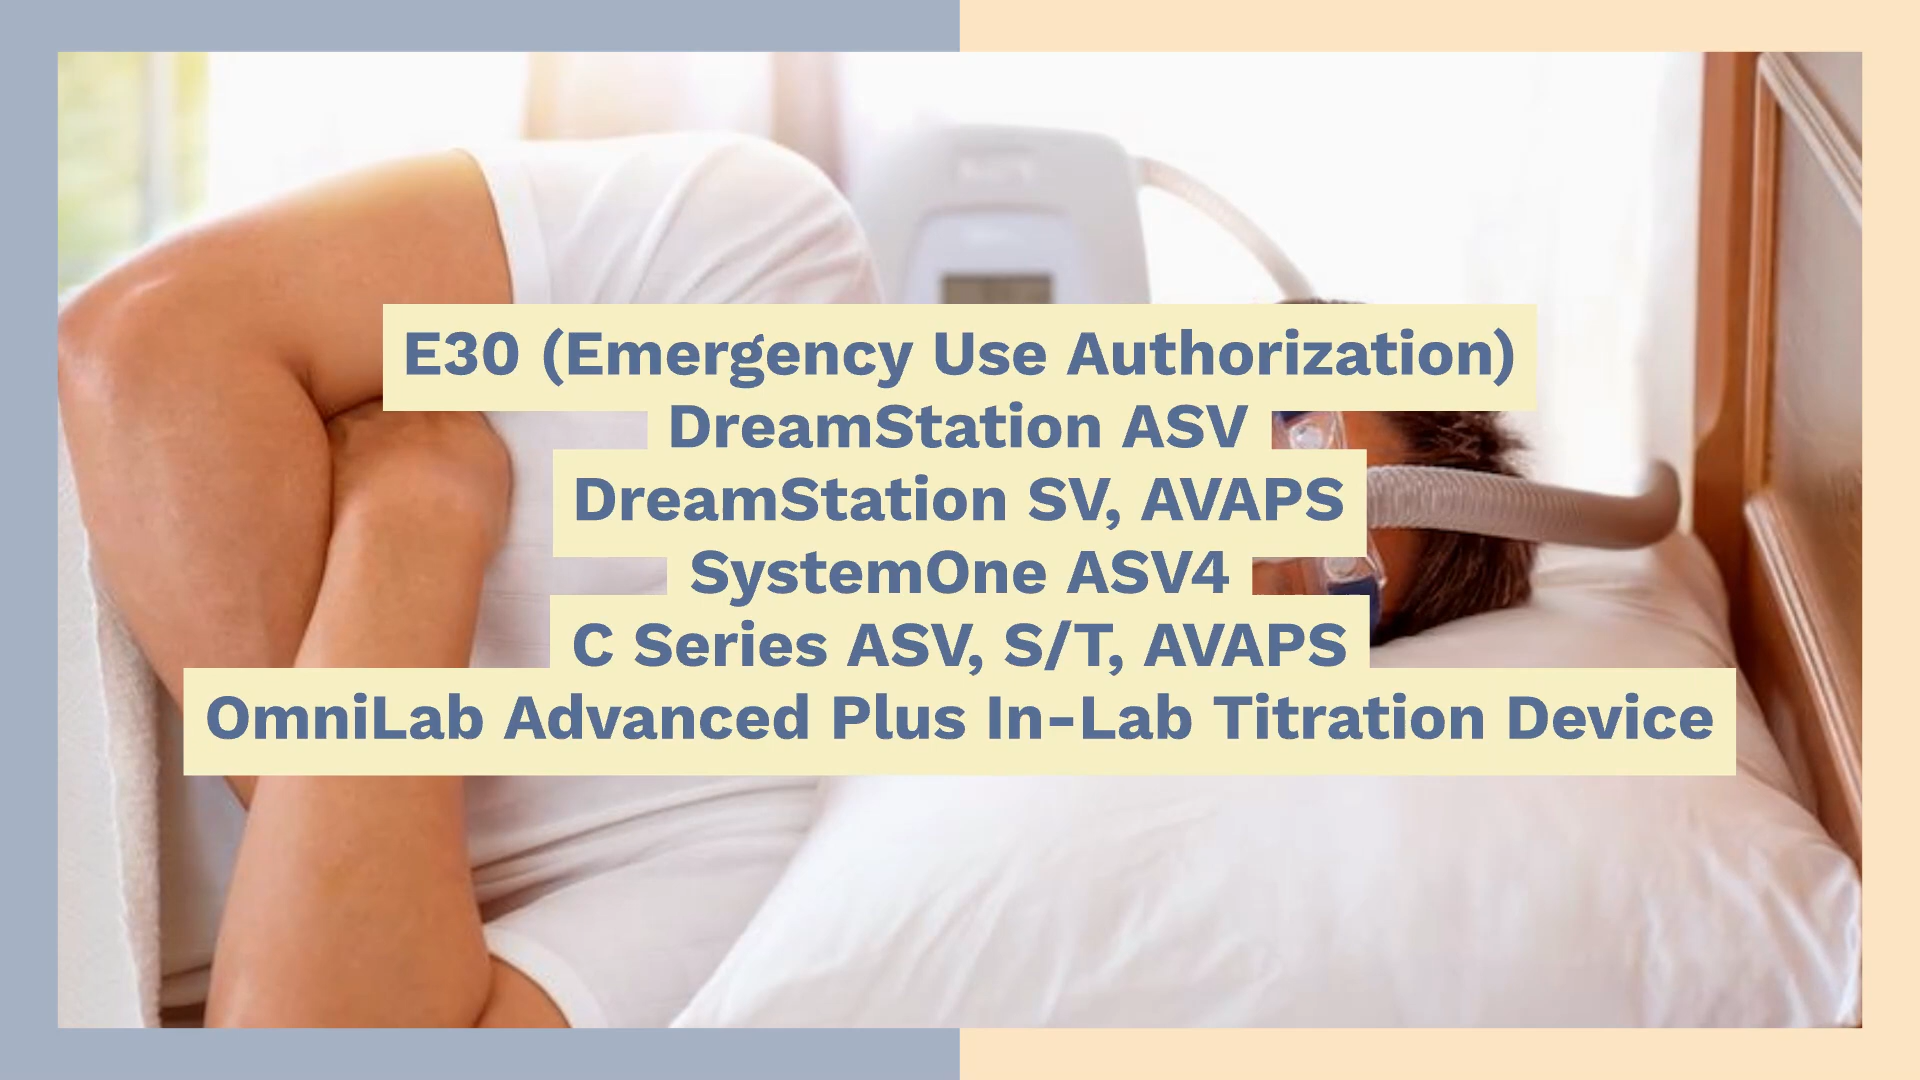 E30 (Emergency Use Authorization)
DreamStation ASV
DreamStation SV, AVAPS
SystemOne ASV4
C Series ASV, S/T, AVAPS
OmniLab Advanced Plus In-Lab Titration Device